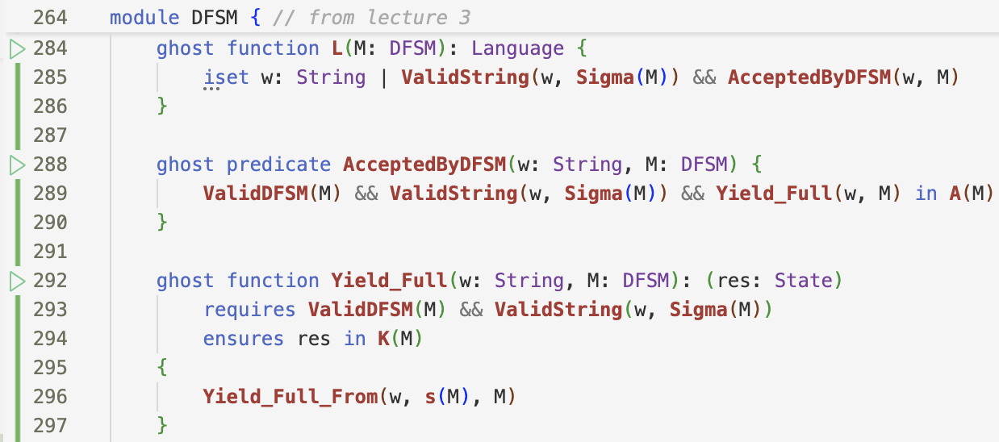 264 module DFSM { // from lecture 3
284 ghost function L(M: DFSM): Language {
285 iset w: String | ValidString(w, Sigma(M)) && AcceptedByDFSM(w, M)
286 }
287
288 ghost predicate AcceptedByDFSM(w: String, M: DFSM) {
289 ValidDFSM(M) && ValidString(w, Sigma(M)) && Yield_Full(w, M) in A(M)
290 }
291
292 ghost function Yield_Full(w: String, M: DFSM): (res: State)
293 requires ValidDFSM(M) && ValidString(w, Sigma(M))
294 ensures res in K(M)
295 {
296 Yield_Full_From(w, s(M), M)
297 }